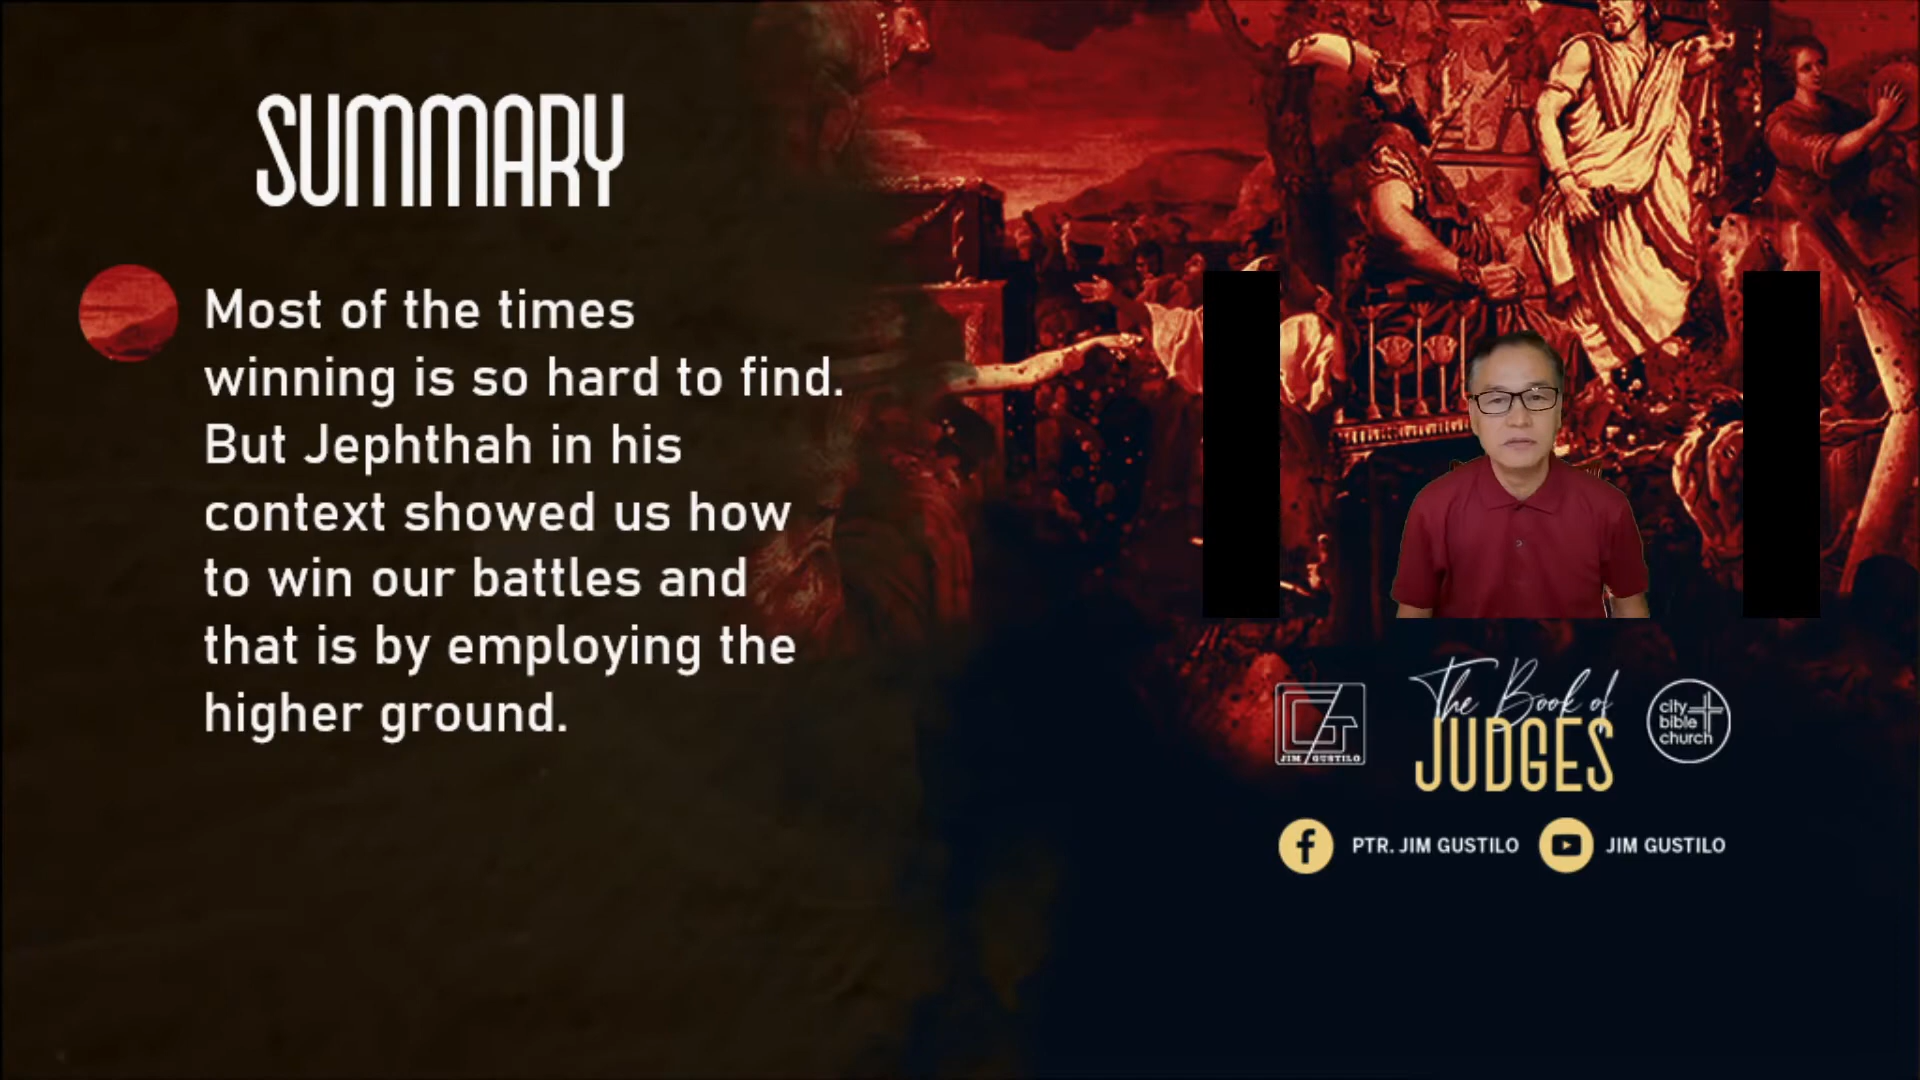 SUMMARY
Most of the times
winning is so hard to find.
But Jephthah in his
context showed us how
to win our battles and
that is by employing the
higher ground.
The Book of
JUDGES
JIM GUSTILO
city
bible
church
PTR. JIM GUSTILO
JIM GUSTILO